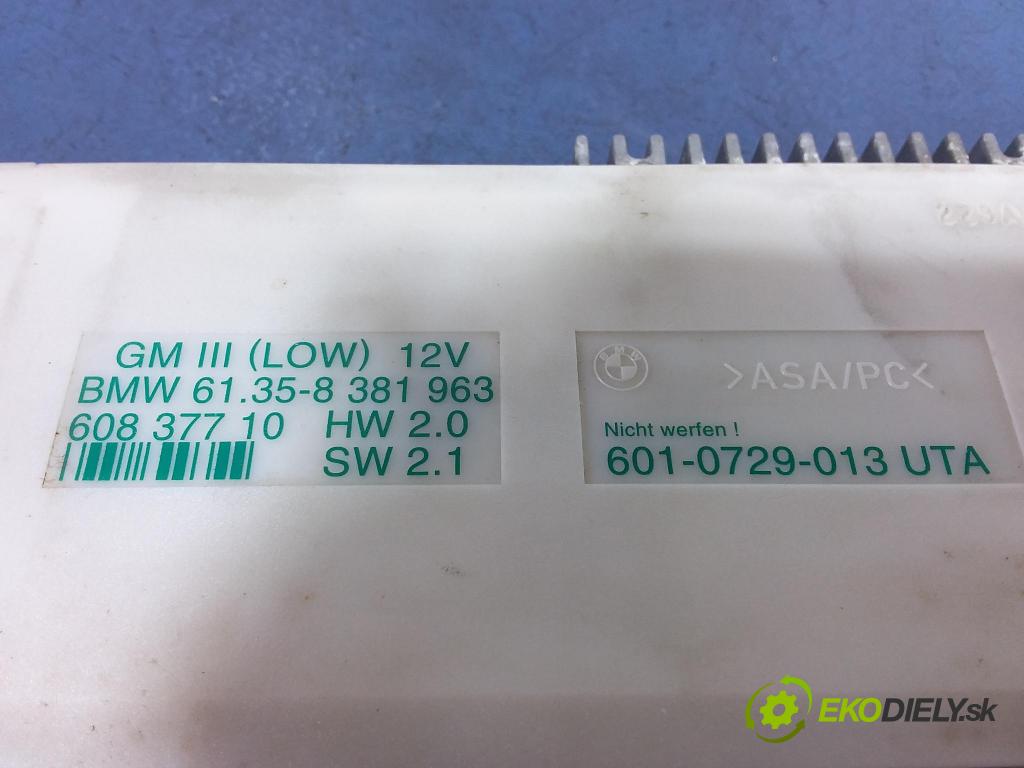 GM III (LOW) 12V
BMW 61.35-8 381 963
608 377 10 HW 2.0
SW 2.1
BMW
>ASA/PC<
Nicht werfen !
601-0729-013 UTA
EKODIELY.sk